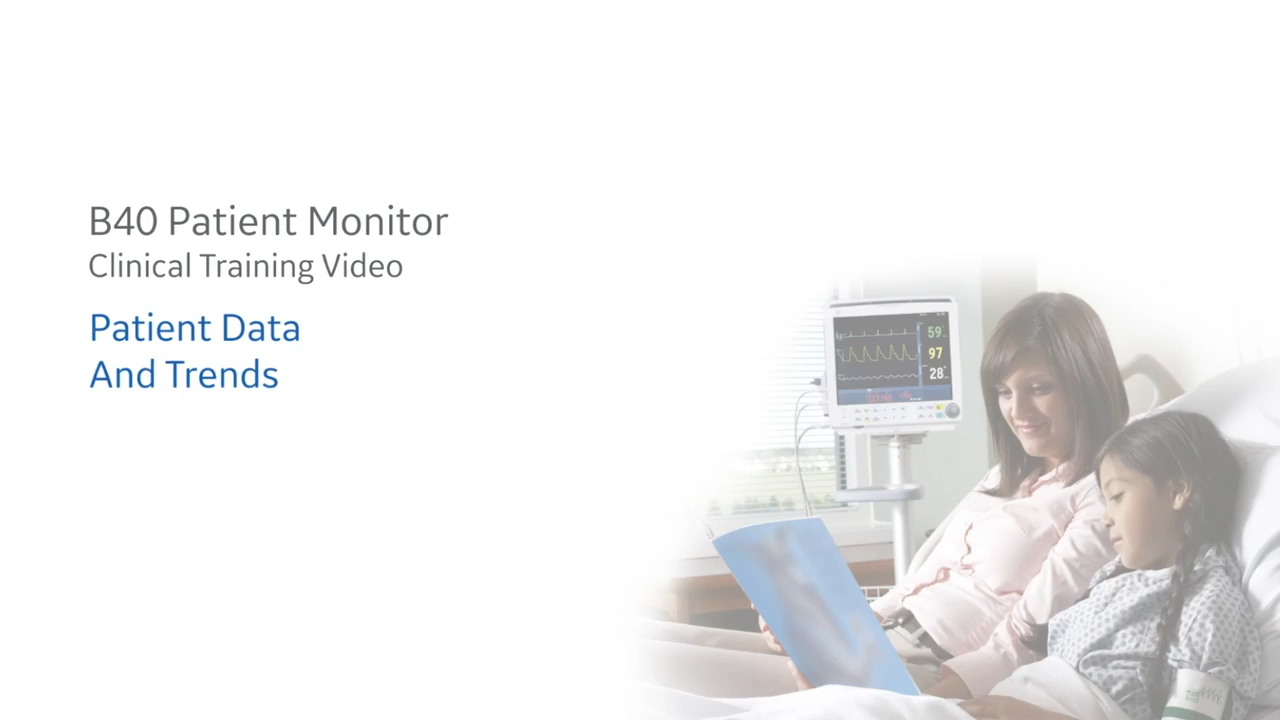 B40 Patient Monitor
Clinical Training Video
Patient Data
And Trends
59
97
28